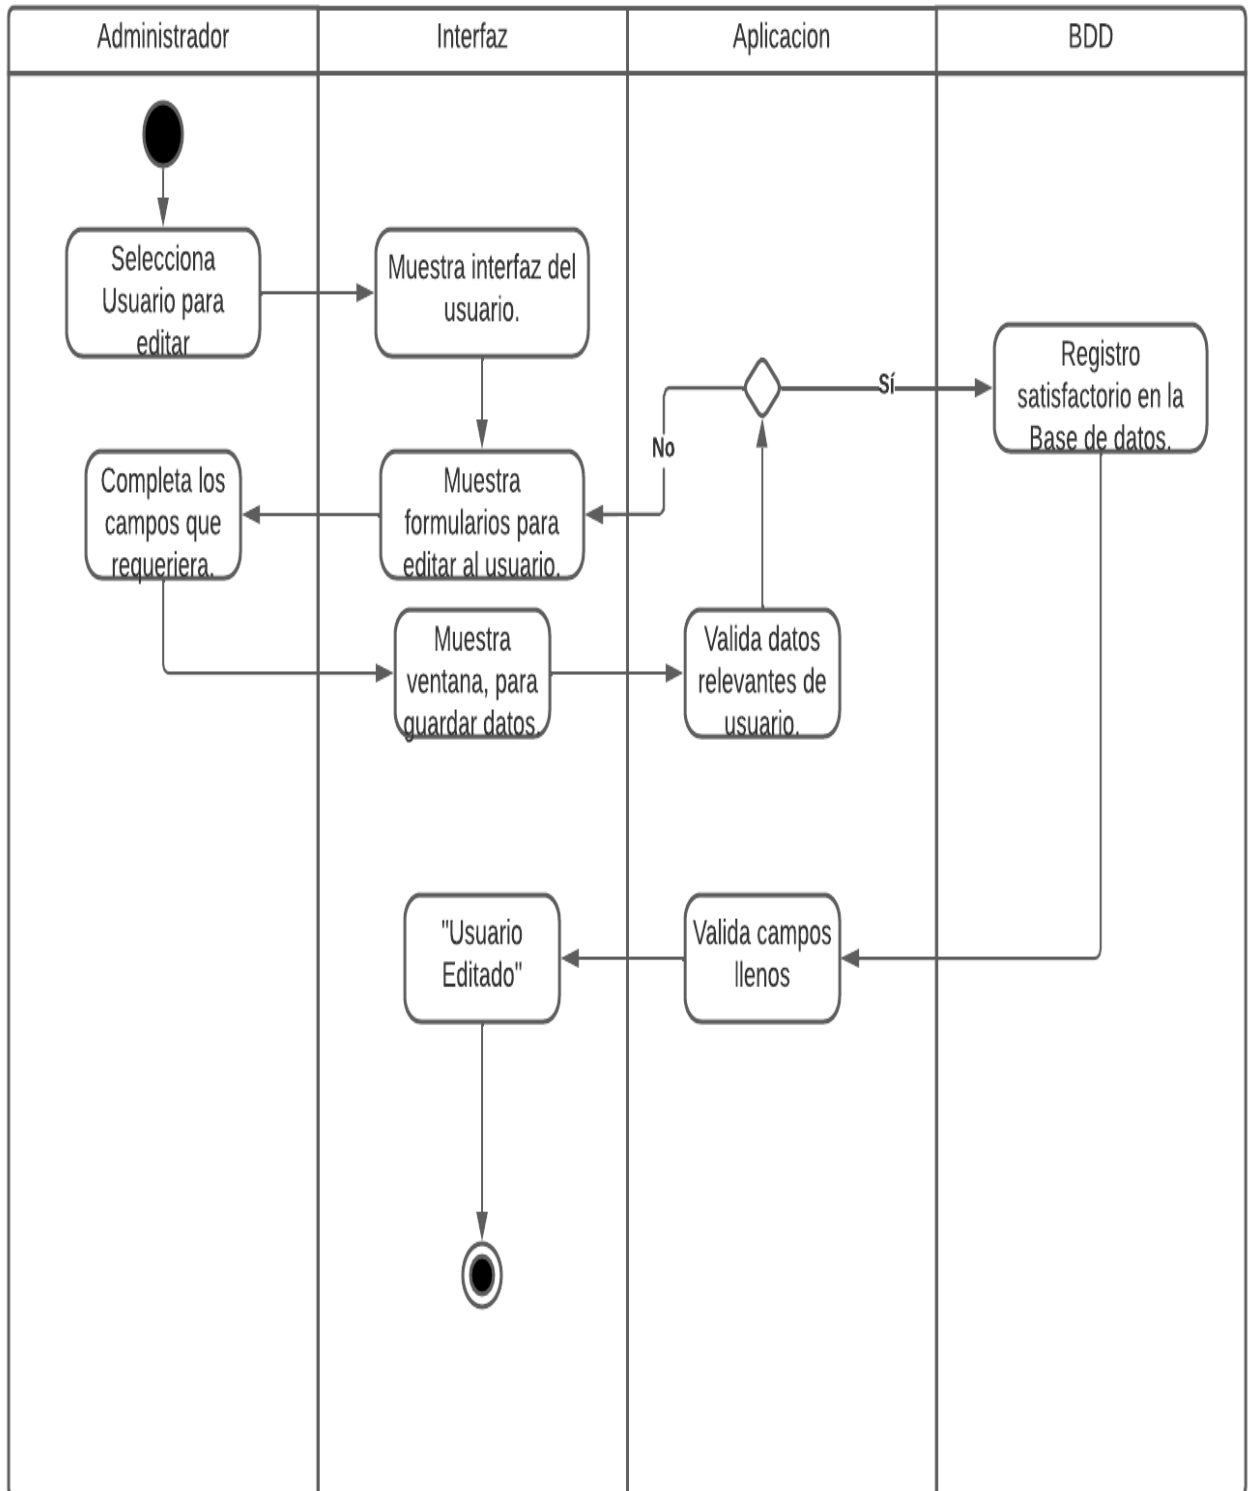 Administrador
Interfaz
Aplicacion
BDD
Selecciona
Usuario para
editar
Muestra interfaz del
usuario.
Registro
satisfactorio en la
Base de datos.
Sí
No
Completa los
campos que
requeriera.
Muestra
formularios para
editar al usuario.
Muestra
ventana, para
guardar datos.
Valida datos
relevantes de
usuario.
"Usuario
Editado"
Valida campos
llenos